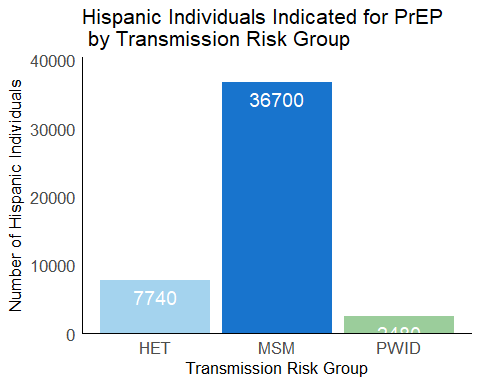 Hispanic Individuals Indicated for PrEP
by Transmission Risk Group
Number of Hispanic Individuals
40000
30000
20000
10000
0
7740
36700
HET
MSM
PWID
Transmission Risk Group